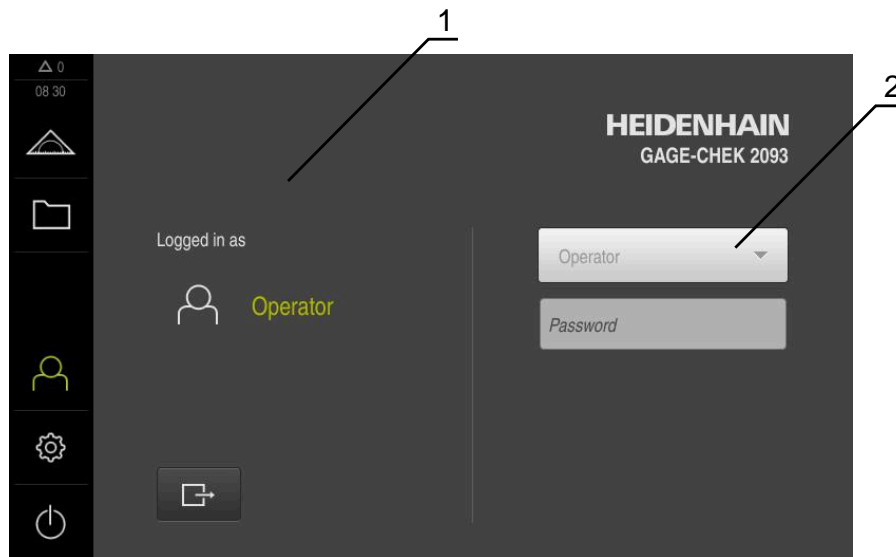 1
△ 0
08 30
2
HEIDENHAIN
GAGE-CHEK 2093
Logged in as
Operator
Operator
Password